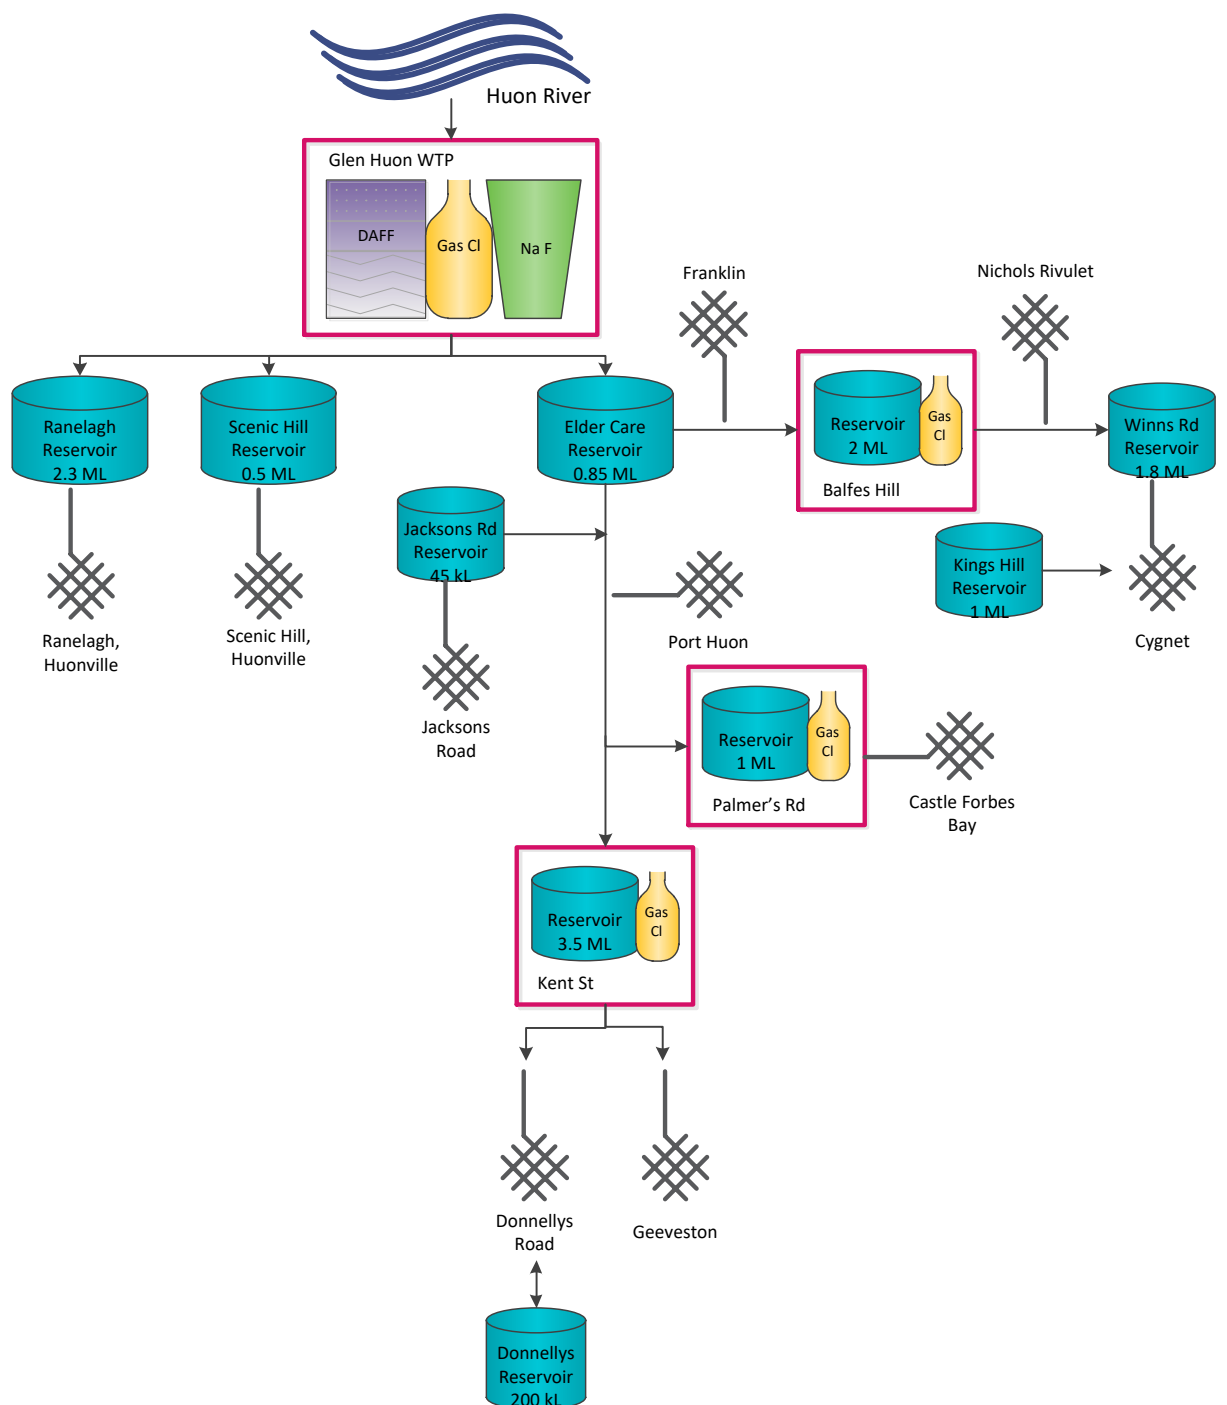 Huon River
Glen Huon WTP
DAFF
Gas Cl
Na F
Franklin
Nichols Rivulet
Ranelagh
Reservoir
2.3 ML
Scenic Hill
Reservoir
0.5 ML
Elder Care
Reservoir
0.85 ML
Reservoir
2 ML
Gas
Cl
Balfes Hill
Winns Rd
Reservoir
1.8 ML
Jacksons Rd
Reservoir
45 kL
Kings Hill
Reservoir
1 ML
Ranelagh,
Huonville
Scenic Hill,
Huonville
Port Huon
Cygnet
Jacksons
Road
Reservoir
1 ML
Gas
Cl
Palmer's Rd
Castle Forbes
Bay
Reservoir
3.5 ML
Gas
Cl
Kent St
Donnellys
Road
Geeveston
Donnellys
Reservoir
200 kL